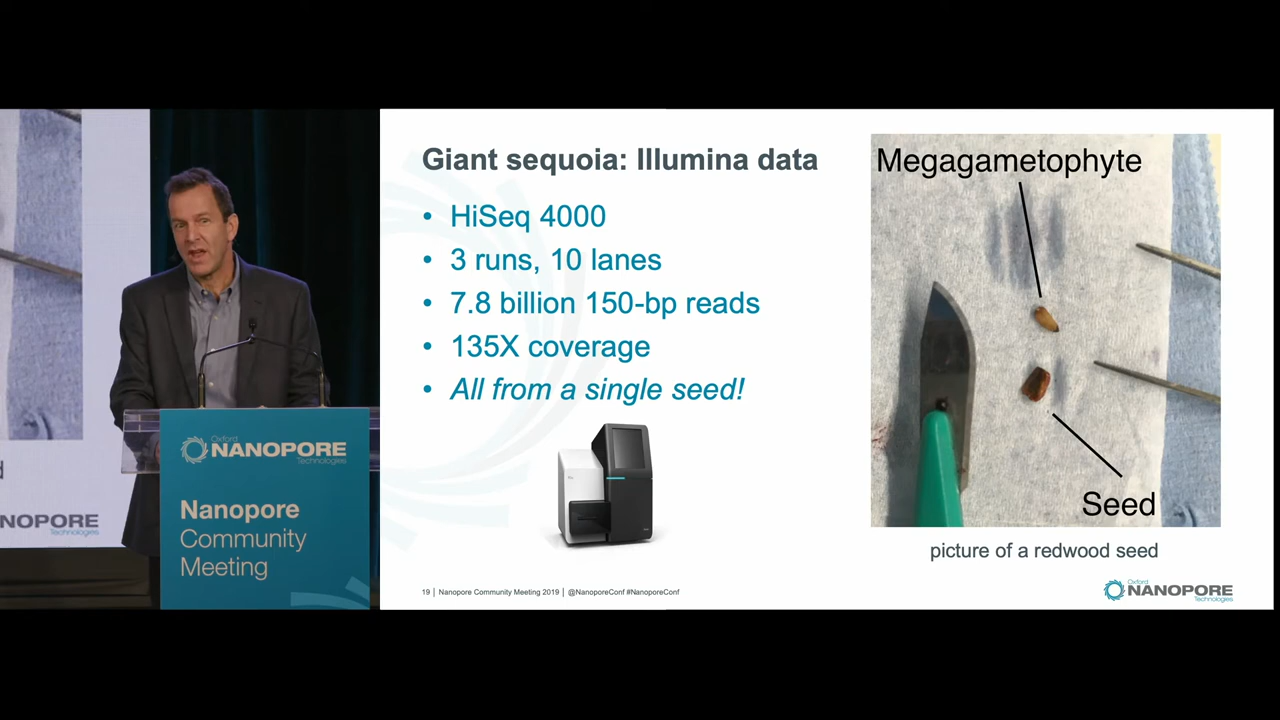 Giant sequoia: Illumina data
• HiSeq 4000
• 3 runs, 10 lanes
• 7.8 billion 150-bp reads
• 135X coverage
• All from a single seed!
Megagametophyte
Seed
picture of a redwood seed
19 | Nanopore Community Meeting 2019 | @NanoporeConf #NanoporeConf
Oxford
NANOPORE
Technologies
Oxford
NANOPORE
Technologies
Nanopore
Community
Meeting
d
NOPORE
Technologies